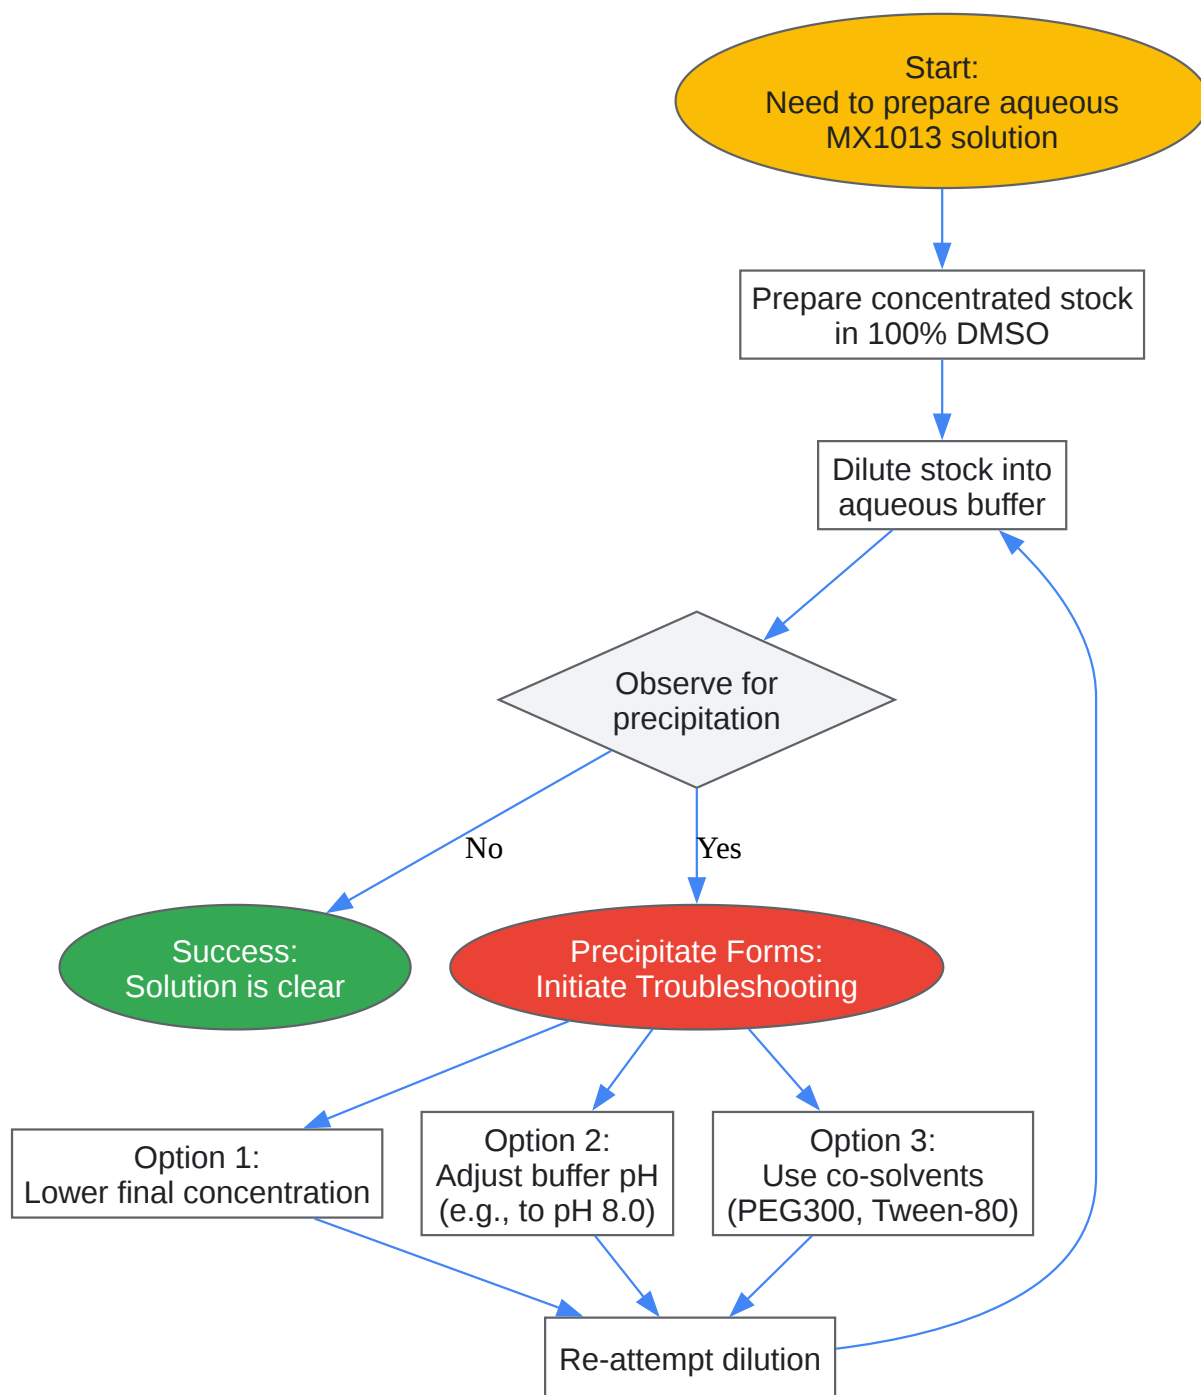 Start:
Need to prepare aqueous
MX1013 solution
Prepare concentrated stock
in 100% DMSO
Dilute stock into
aqueous buffer
Observe for
precipitation
No
Yes
Success:
Solution is clear
Precipitate Forms:
Initiate Troubleshooting
Option 1:
Lower final concentration
Option 2:
Adjust buffer pH
(e.g., to pH 8.0)
Option 3:
Use co-solvents
(PEG300, Tween-80)
Re-attempt dilution